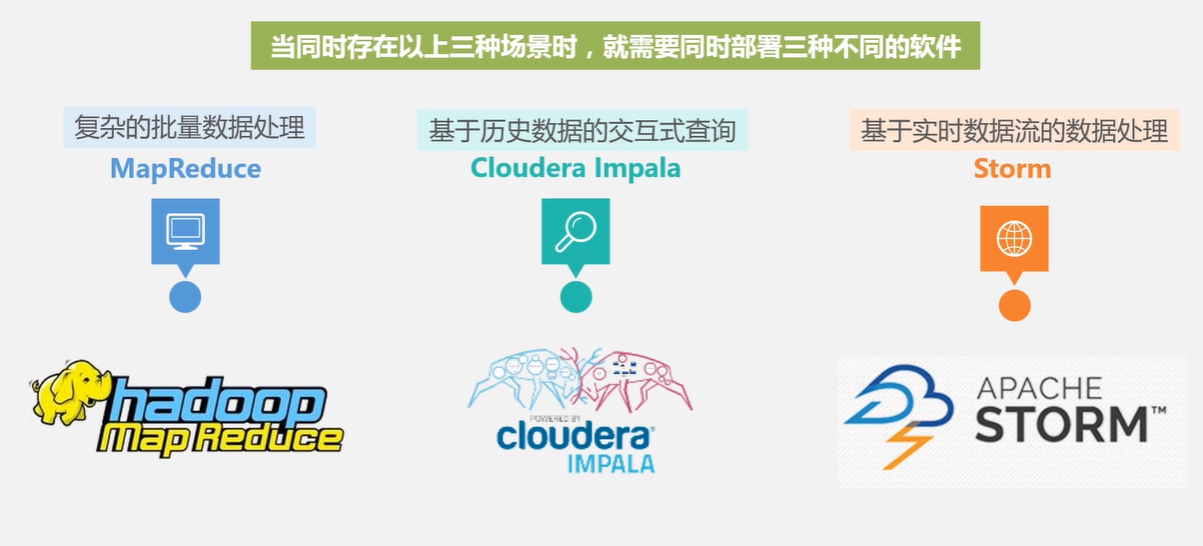 当同时存在以上三种场景时，就需要同时部署三种不同的软件
复杂的批量数据处理
MapReduce
基于历史数据的交互式查询
Cloudera Impala
基于实时数据流的数据处理
Storm
hadoop
Map Reduce
POWERED BY
cloudera
IMPALA
APACHE
STORM™